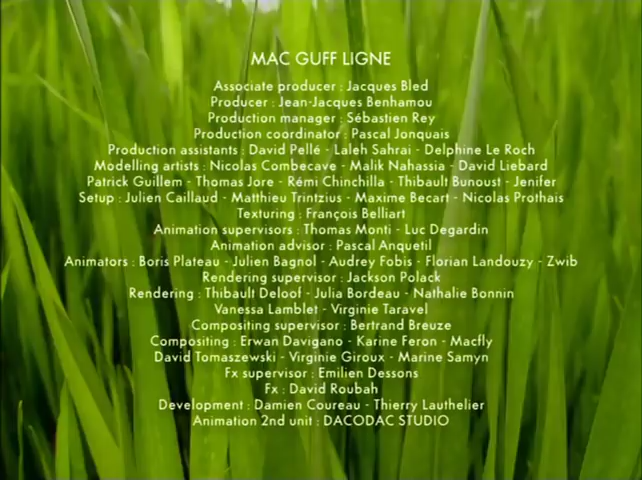 MAC GUFF LIGNE
Associate producer : Jacques Bled
Producer : Jean-Jacques Benhamou
Production manager : Sébastien Rey
Production coordinator : Pascal Jonquais
Production assistants : David Pellé - Laleh Sahrai - Delphine Le Roch
Modelling artists : Nicolas Combecave - Malik Nahassia - David Liebard
Patrick Guillem - Thomas Jore - Rémi Chinchilla - Thibault Bunoust - Jenifer
Setup : Julien Caillaud - Matthieu Trintzius - Maxime Becart - Nicolas Prothais
Texturing : François Belliart
Animation supervisors : Thomas Monti - Luc Degardin
Animation advisor : Pascal Anquetil
Animators : Boris Plateau - Julien Bagnol - Audrey Fobis - Florian Landouzy - Zwib
Rendering supervisor : Jackson Polack
Rendering : Thibault Deloof - Julia Bordeau - Nathalie Bonnin
Vanessa Lamblet - Virginie Taravel
Compositing supervisor : Bertrand Breuze
Compositing : Erwan Davigano - Karine Feron - Macfly
David Tomaszewski - Virginie Giroux - Marine Samyn
Fx supervisor : Emilien Dessons
Fx : David Roubah
Development : Damien Coureau - Thierry Lauthelier
Animation 2nd unit : DACODAC STUDIO